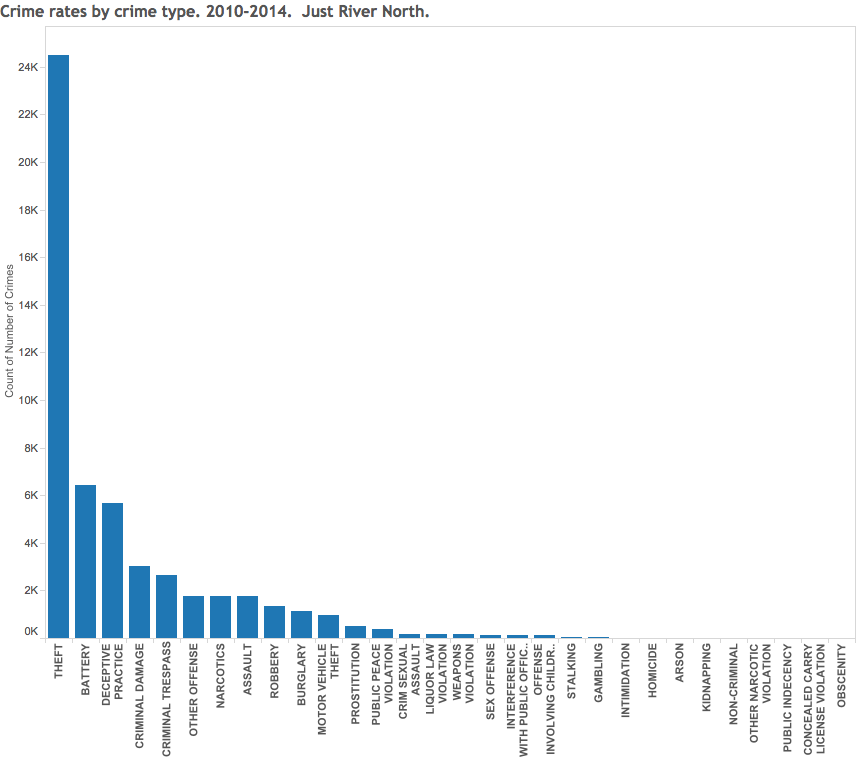 Crime rates by crime type. 2010-2014.  Just River North.
Count of Number of Crimes
24K
22K
20K
18K
16K
14K
12K
10K
8K
6K
4K
2K
0K
THEFT
BATTERY
DECEPTIVE
PRACTICE
CRIMINAL DAMAGE
CRIMINAL TRESPASS
OTHER OFFENSE
NARCOTICS
ASSAULT
ROBBERY
BURGLARY
MOTOR VEHICLE
THEFT
PROSTITUTION
PUBLIC PEACE
VIOLATION
CRIM SEXUAL
ASSAULT
LIQUOR LAW
VIOLATION
WEAPONS
VIOLATION
SEX OFFENSE
INTERFERENCE
WITH PUBLIC OFFIC..
OFFENSE
INVOLVING CHILDR..
STALKING
GAMBLING
INTIMIDATION
HOMICIDE
ARSON
KIDNAPPING
NON-CRIMINAL
OTHER NARCOTIC
VIOLATION
PUBLIC INDECENCY
CONCEALED CARRY
LICENSE VIOLATION
OBSCENITY